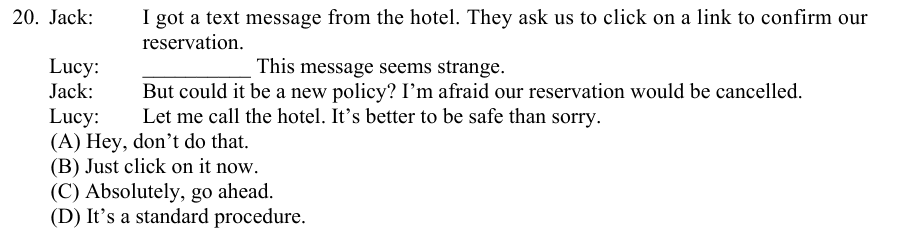 20. Jack: I got a text message from the hotel. They ask us to click on a link to confirm our
reservation.
Lucy: __________ This message seems strange.
Jack: But could it be a new policy? I’m afraid our reservation would be cancelled.
Lucy: Let me call the hotel. It’s better to be safe than sorry.
(A) Hey, don’t do that.
(B) Just click on it now.
(C) Absolutely, go ahead.
(D) It’s a standard procedure.